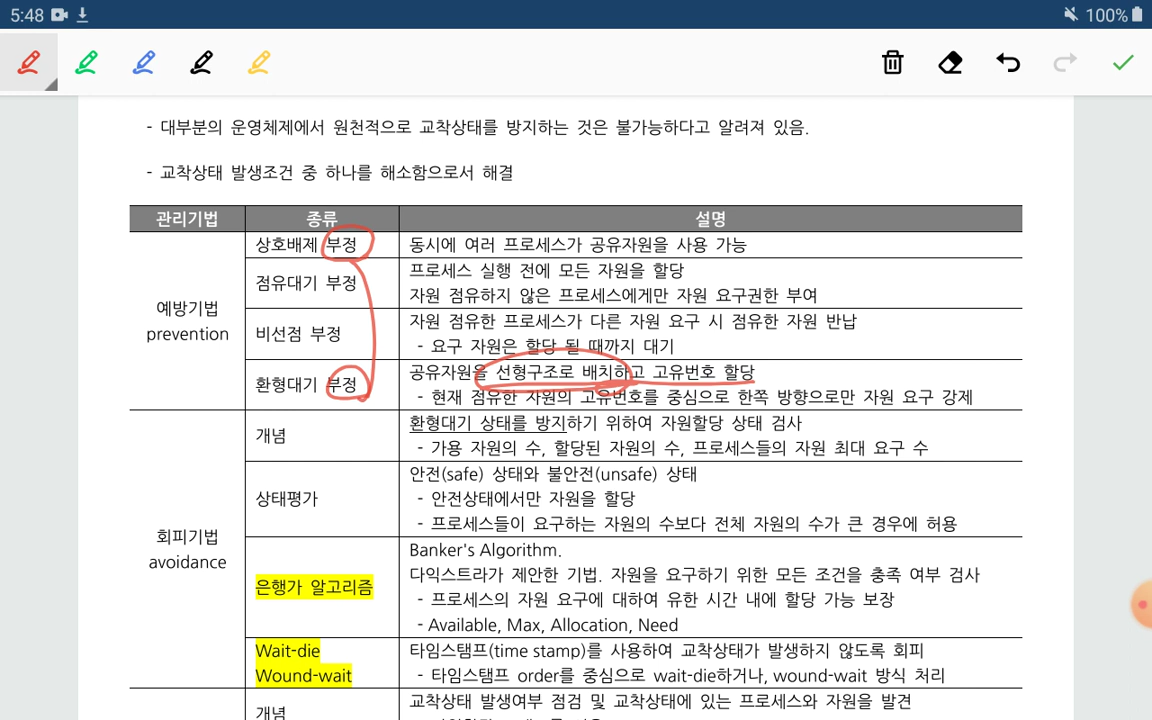 5:48
100%
- 대부분의 운영체제에서 원천적으로 교착상태를 방지하는 것은 불가능하다고 알려져 있음.
- 교착상태 발생조건 중 하나를 해소함으로서 해결
관리기법 종류 설명
예방기법
prevention
상호배제 부정
동시에 여러 프로세스가 공유자원을 사용 가능
점유대기 부정
프로세스 실행 전에 모든 자원을 할당
자원 점유하지 않은 프로세스에게만 자원 요구권한 부여
비선점 부정
자원 점유한 프로세스가 다른 자원 요구 시 점유한 자원 반납
- 요구 자원은 할당 될 때까지 대기
환형대기 부정
공유자원을 선형구조로 배치하고 고유번호 할당
- 현재 점유한 자원의 고유번호를 중심으로 한쪽 방향으로만 자원 요구 강제
회피기법
avoidance
개념
환형대기 상태를 방지하기 위하여 자원할당 상태 검사
- 가용 자원의 수, 할당된 자원의 수, 프로세스들의 자원 최대 요구 수
상태평가
안전(safe) 상태와 불안전(unsafe) 상태
- 안전상태에서만 자원을 할당
- 프로세스들이 요구하는 자원의 수보다 전체 자원의 수가 큰 경우에 허용
은행가 알고리즘
Banker's Algorithm.
다익스트라가 제안한 기법. 자원을 요구하기 위한 모든 조건을 충족 여부 검사
- 프로세스의 자원 요구에 대하여 유한 시간 내에 할당 가능 보장
- Available, Max, Allocation, Need
Wait-die
Wound-wait
타임스탬프(time stamp)를 사용하여 교착상태가 발생하지 않도록 회피
- 타임스탬프 order를 중심으로 wait-die하거나, wound-wait 방식 처리
개념
교착상태 발생여부 점검 및 교착상태에 있는 프로세스와 자원을 발견